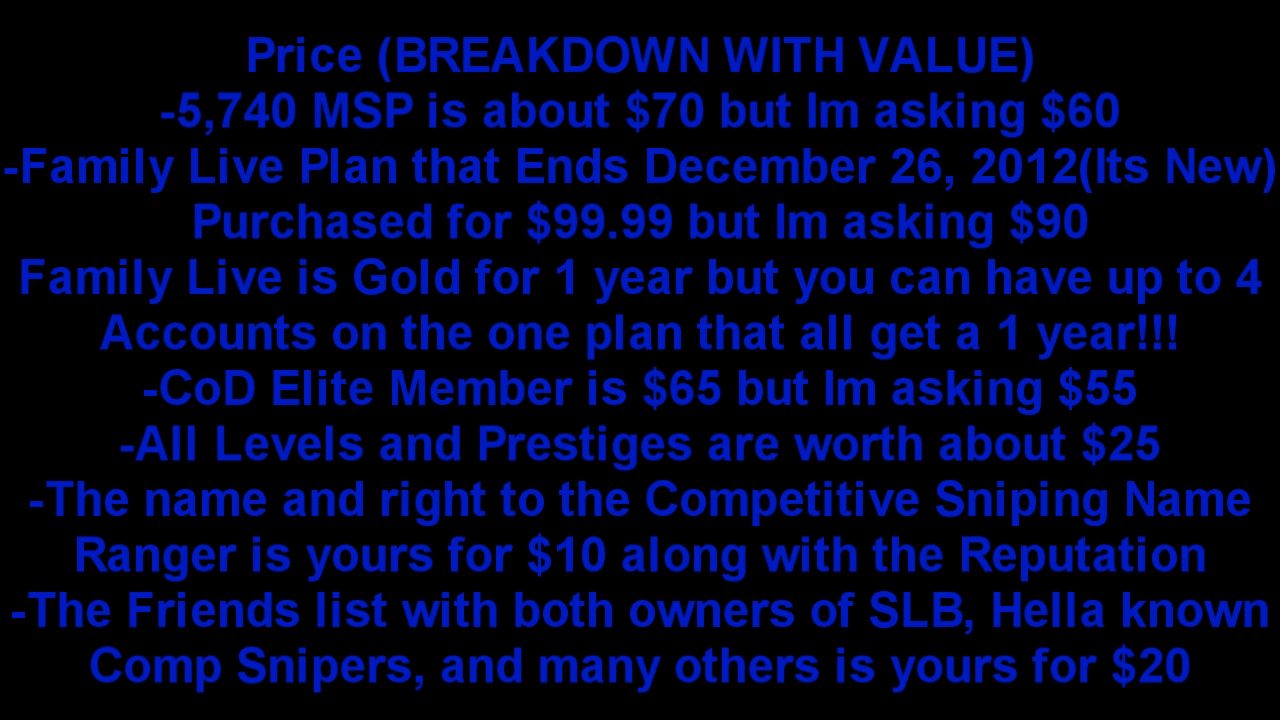 Price (BREAKDOWN WITH VALUE)
-5,740 MSP is about $70 but Im asking $60
-Family Live Plan that Ends December 26, 2012(Its New)
Purchased for $99.99 but Im asking $90
Family Live is Gold for 1 year but you can have up to 4
Accounts on the one plan that all get a 1 year!!!
-CoD Elite Member is $65 but Im asking $55
-All Levels and Prestiges are worth about $25
-The name and right to the Competitive Sniping Name
Ranger is yours for $10 along with the Reputation
-The Friends list with both owners of SLB, Hella known
Comp Snipers, and many others is yours for $20